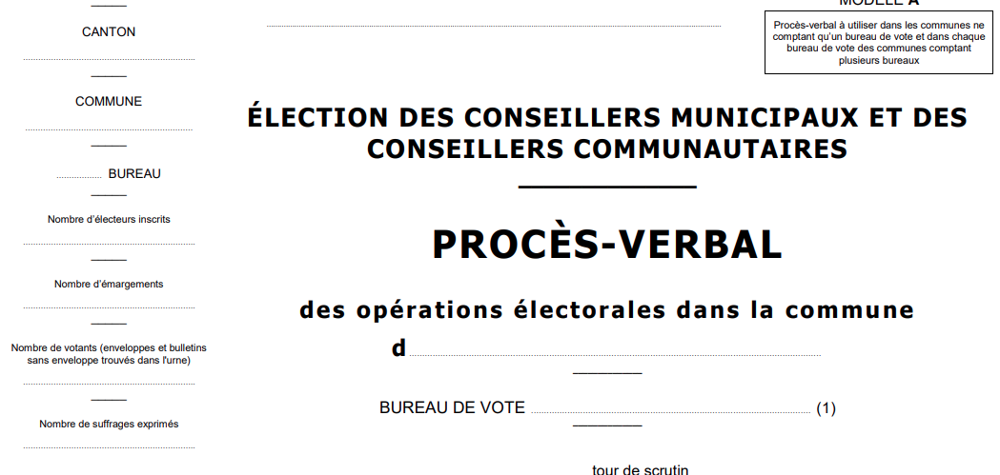 MODÈLE A
CANTON
COMMUNE
BUREAU
Nombre d'électeurs inscrits
Nombre d'émargements
Nombre de votants (enveloppes et bulletins
sans enveloppe trouvés dans l'urne)
Nombre de suffrages exprimés
Procès-verbal à utiliser dans les communes ne
comptant qu'un bureau de vote et dans chaque
bureau de vote des communes comptant
plusieurs bureaux
ÉLECTION DES CONSEILLERS MUNICIPAUX ET DES
CONSEILLERS COMMUNAUTAIRES
PROCÈS-VERBAL
des opérations électorales dans la commune
d
BUREAU DE VOTE (1)
tour de scrutin